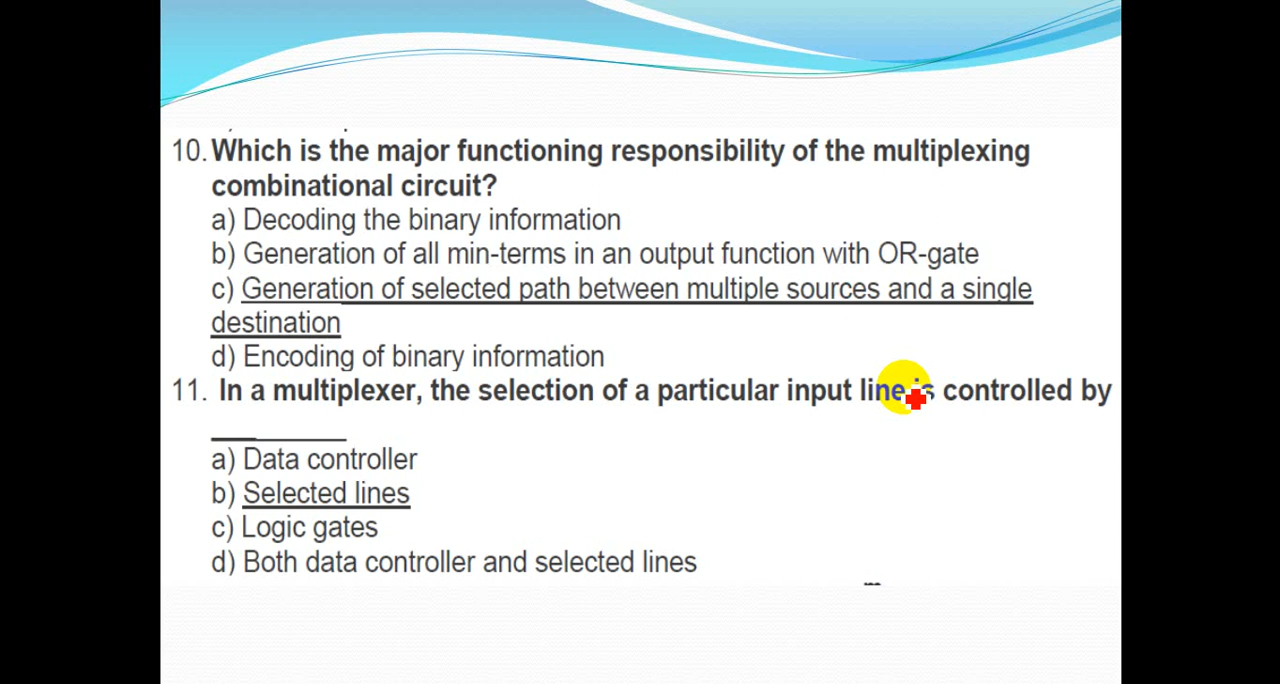 10. Which is the major functioning responsibility of the multiplexing
combinational circuit?
a) Decoding the binary information
b) Generation of all min-terms in an output function with OR-gate
c) Generation of selected path between multiple sources and a single
destination
d) Encoding of binary information
11. In a multiplexer, the selection of a particular input line is controlled by
_________
a) Data controller
b) Selected lines
c) Logic gates
d) Both data controller and selected lines